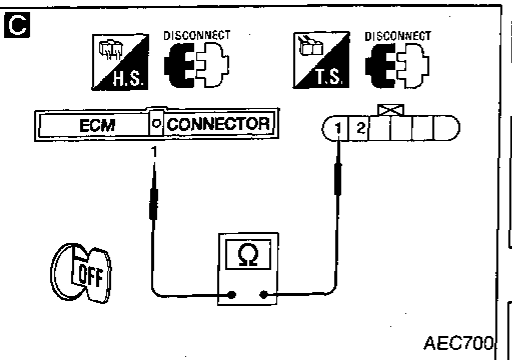 C
DISCONNECT
H.S.
DISCONNECT
T.S.
ECM CONNECTOR
1 2
1
Ω
OFF
AEC700